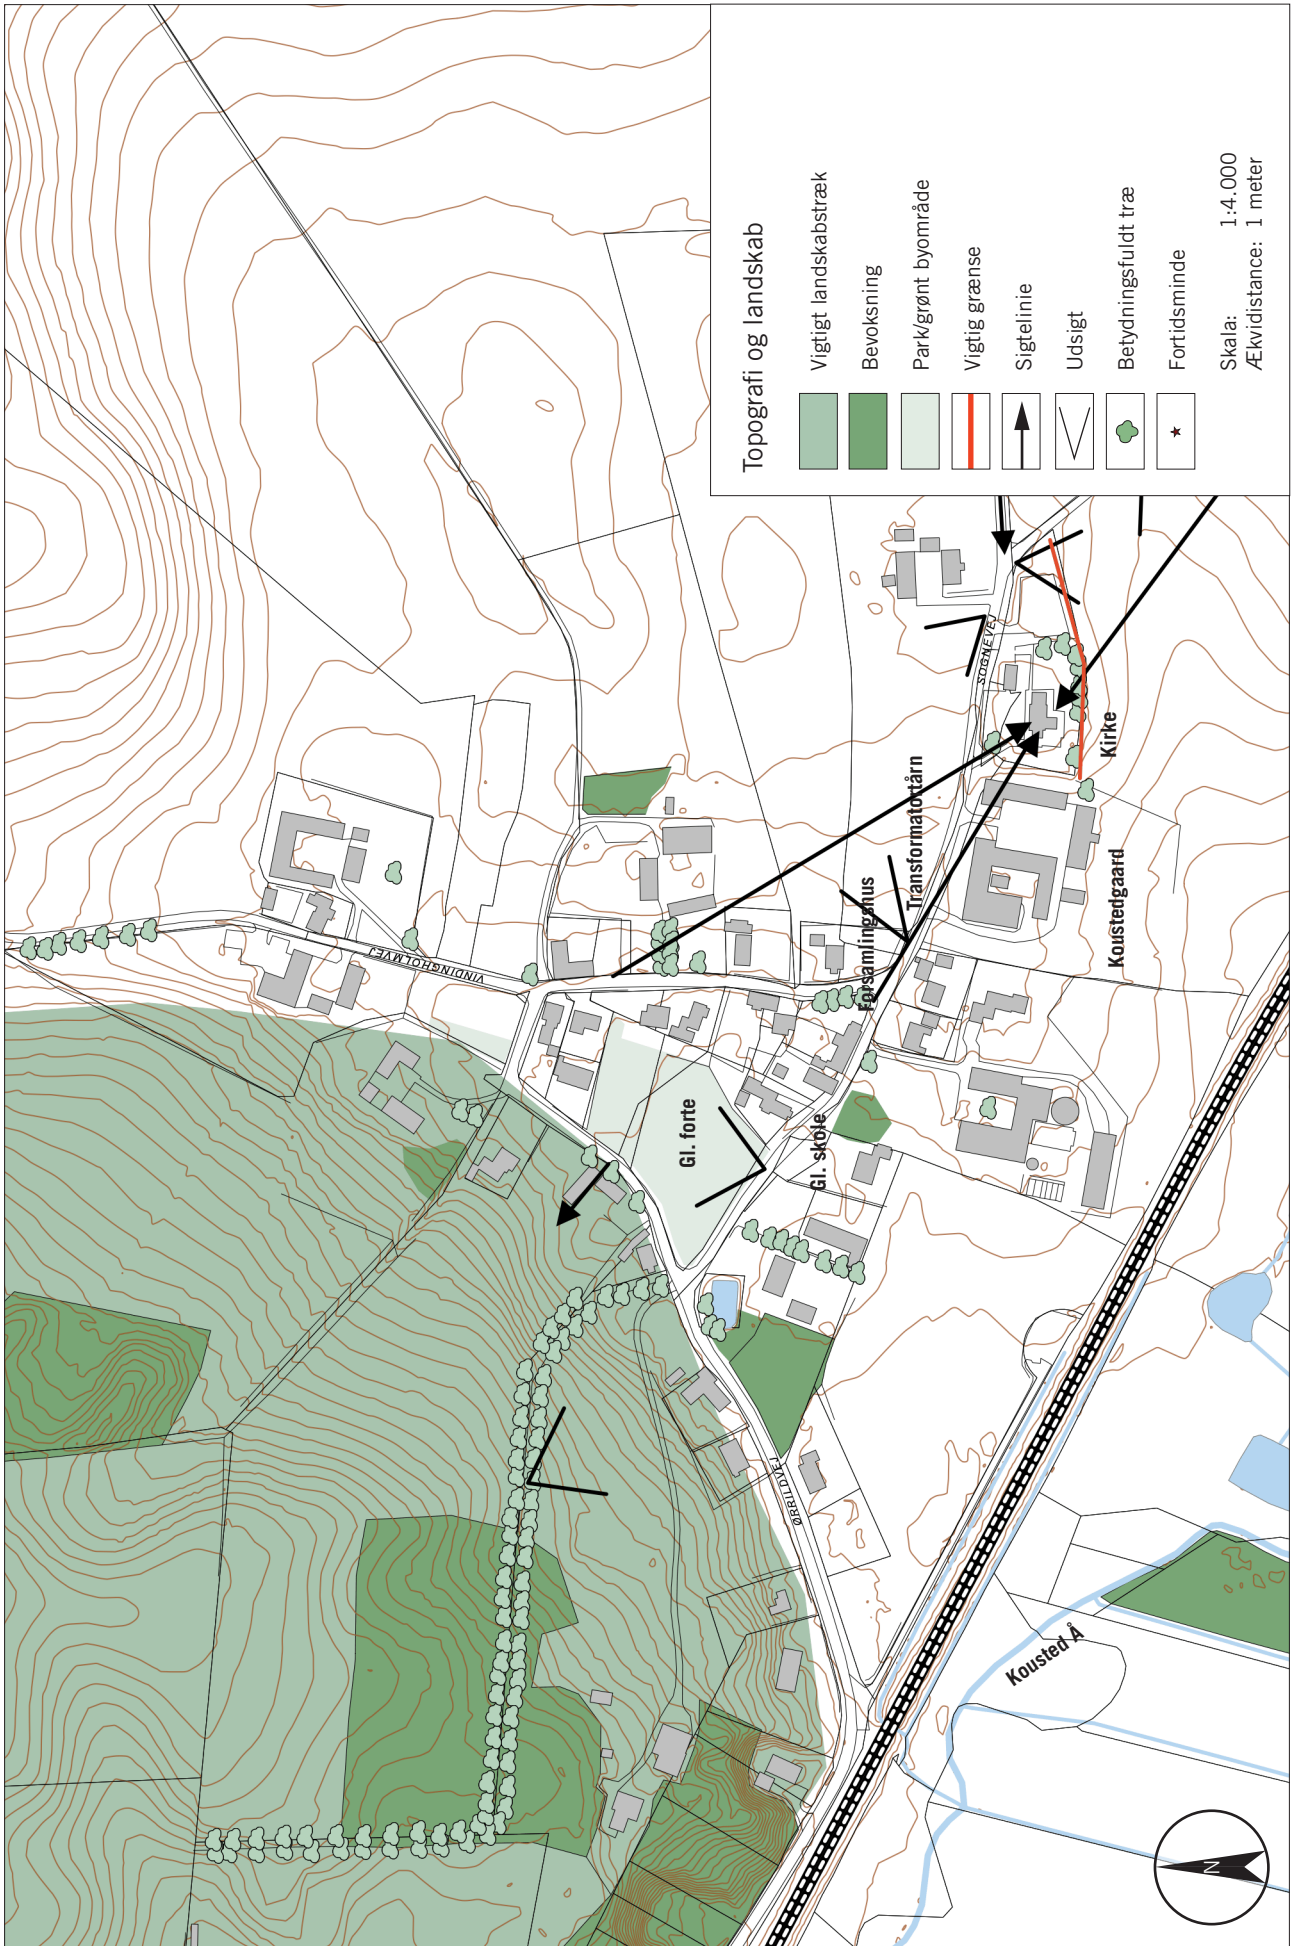 Topografi og landskab
Vigtigt landskabstræk
Bevoksning
Park/grønt byområde
Vigtig grænse
Sigtelinie
Udsigt
Betydningsfuldt træ
Fortidsminde
Skala: 1:4.000
Ækvidistance: 1 meter
VINDINGHOLMVEJ
SOGNEVEJ
ØRRILDVEJ
Gl. forte
Gl. skole
Forsamlingshus
Transformatortårn
Koustedgaard
Kirke
Kousted Å
N